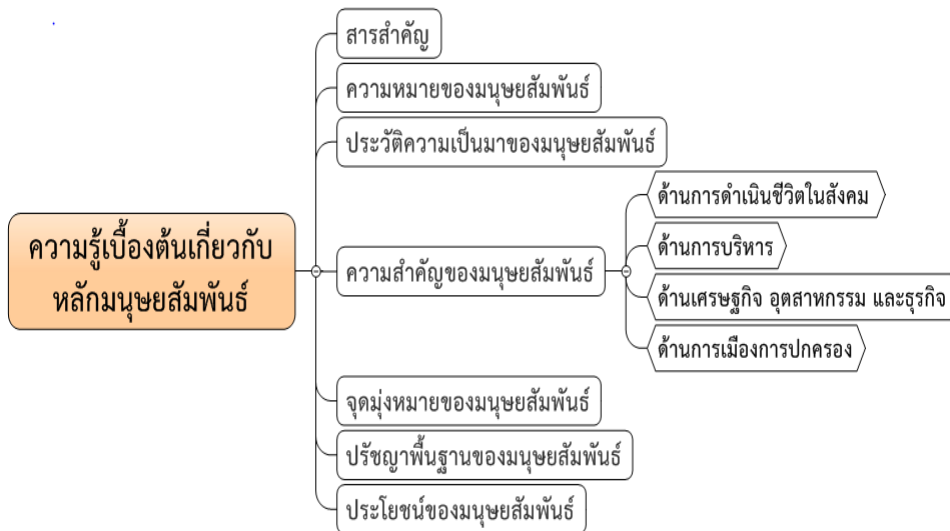 สารสำคัญ
ความหมายของมนุษยสัมพันธ์
ประวัติความเป็นมาของมนุษยสัมพันธ์
ความรู้เบื้องต้นเกี่ยวกับ
หลักมนุษยสัมพันธ์
ความสำคัญของมนุษยสัมพันธ์
ด้านการดำเนินชีวิตในสังคม
ด้านการบริหาร
ด้านเศรษฐกิจ อุตสาหกรรม และธุรกิจ
ด้านการเมืองการปกครอง
จุดมุ่งหมายของมนุษยสัมพันธ์
ปรัชญาพื้นฐานของมนุษยสัมพันธ์
ประโยชน์ของมนุษยสัมพันธ์